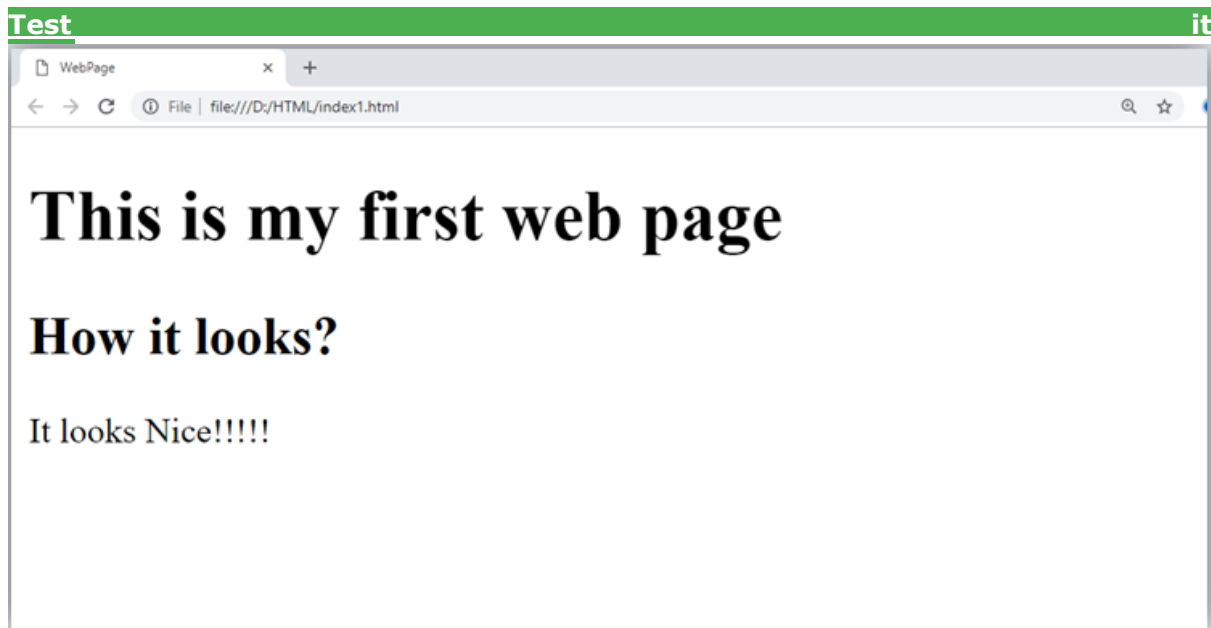 Test it
WebPage
File | file:///D:/HTML/index1.html
This is my first web page
How it looks?
It looks Nice!!!!!